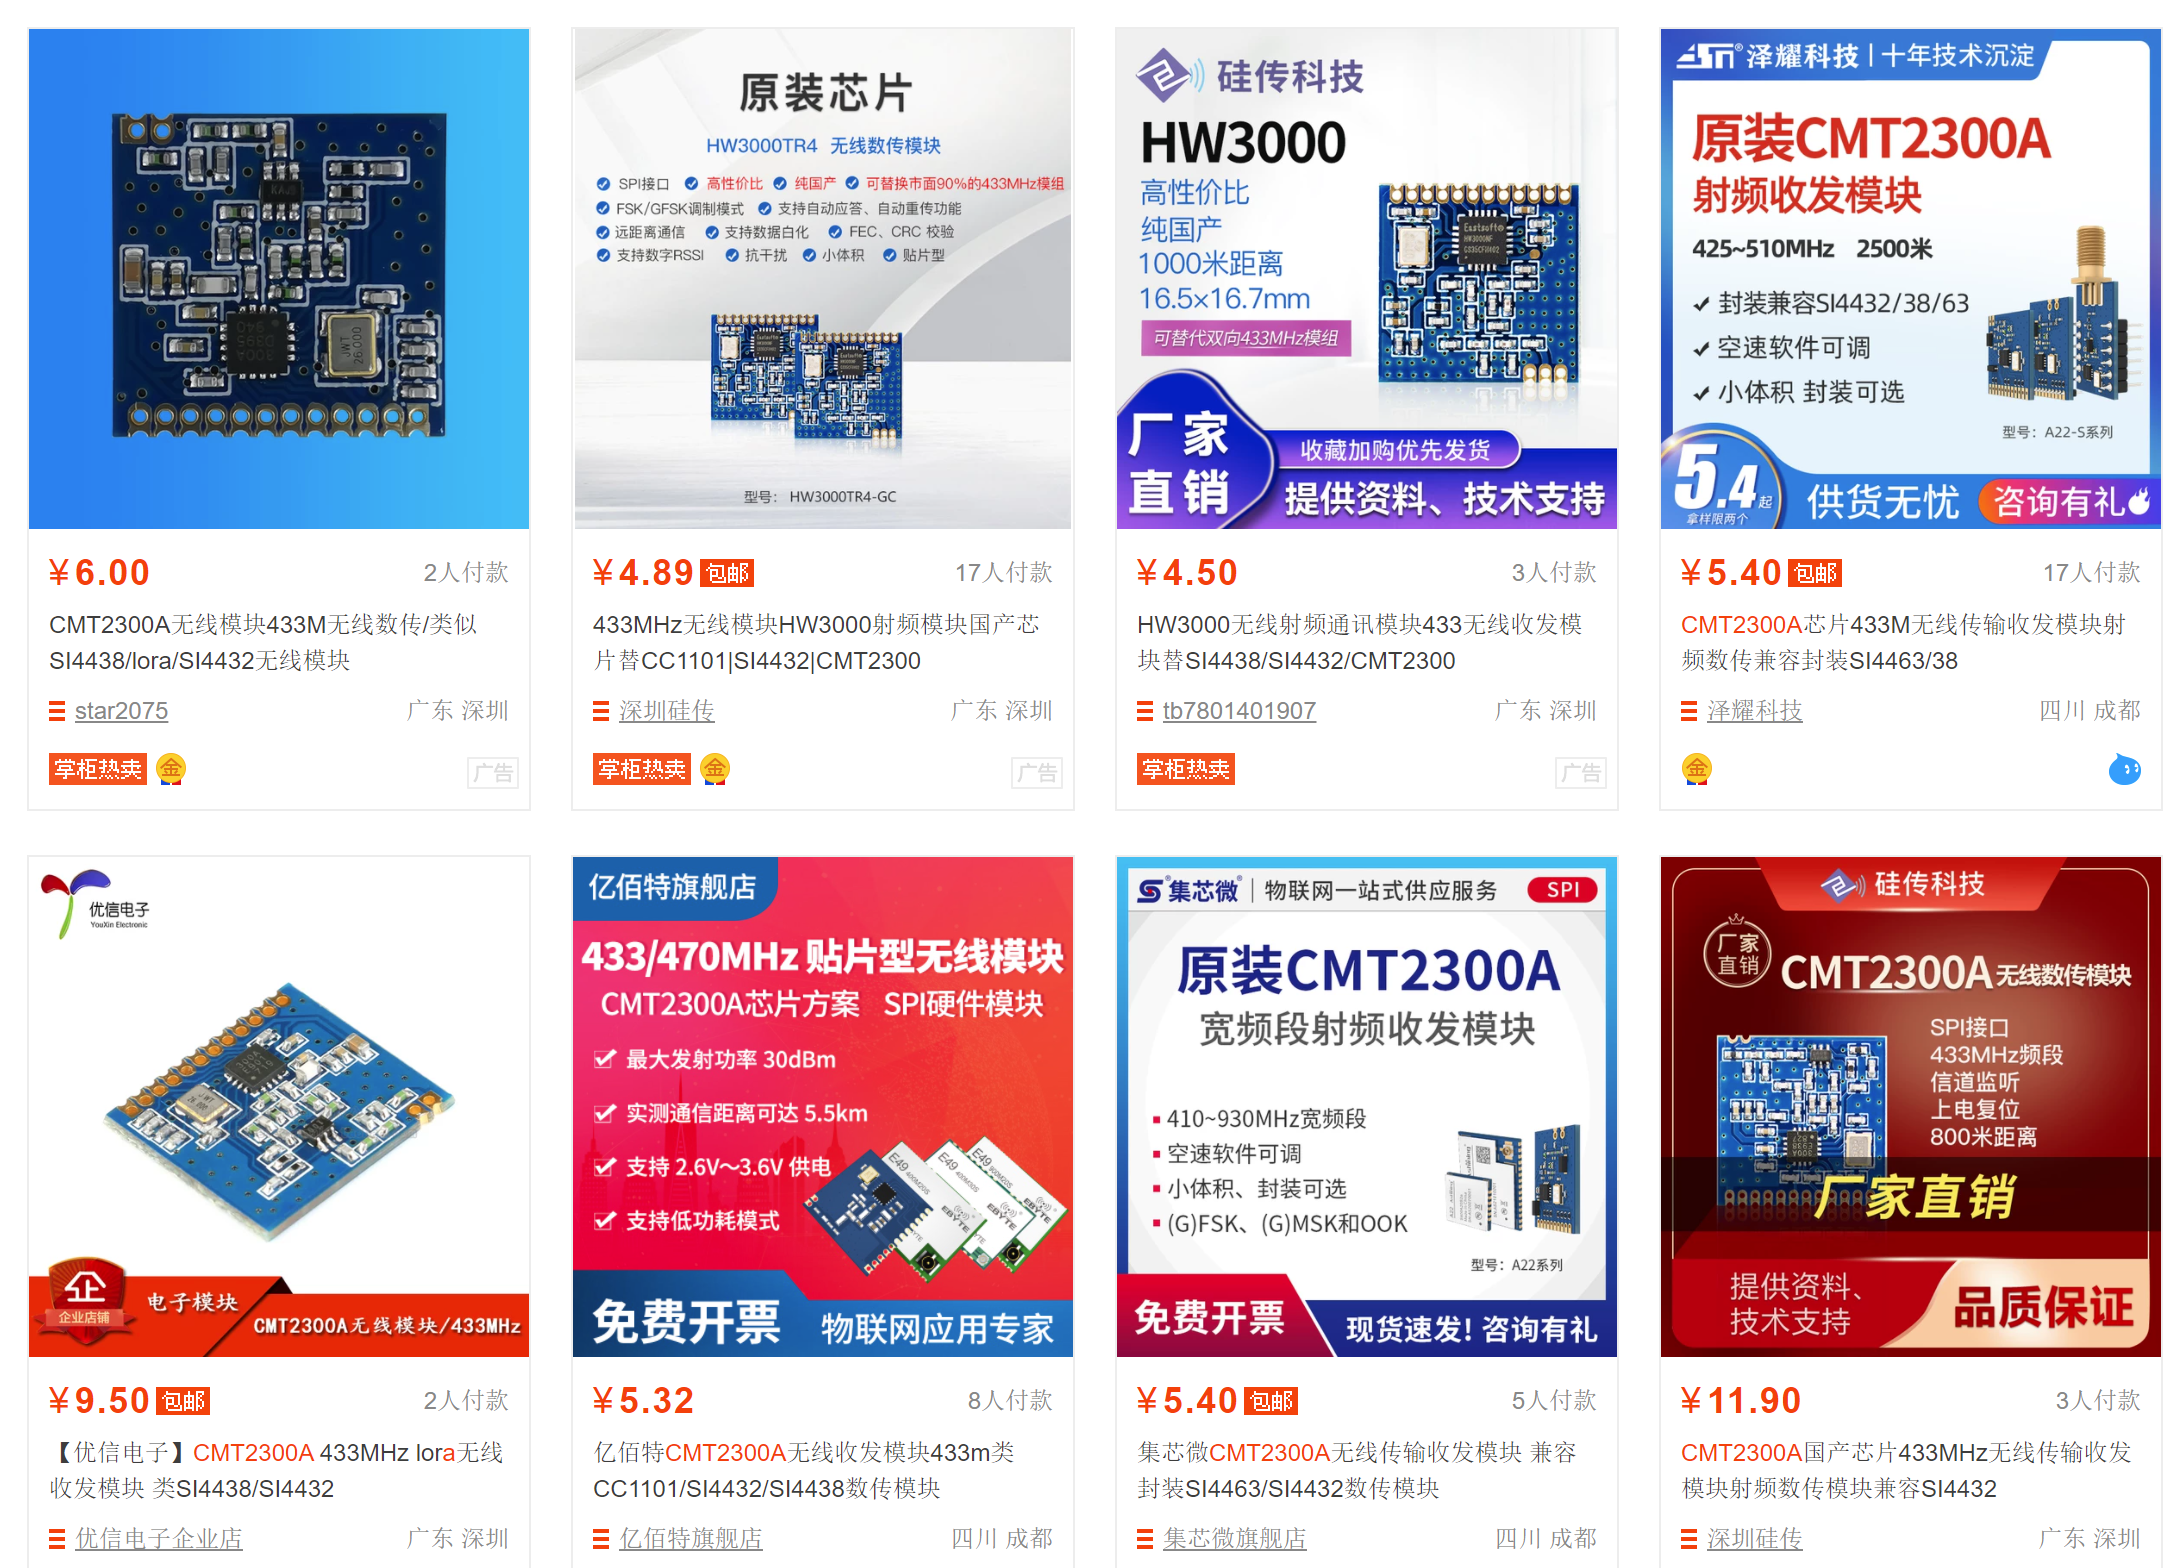 原装芯片
HW3000TR4 无线数传模块
SPI接口 高性价比 纯国产 可替换市面90%的433MHz模组
FSK/GFSK调制模式 支持自动应答、自动重传功能
远距离通信 支持数据白化 FEC、CRC 校验
支持数字RSSI 抗干扰 小体积 贴片型
型号: HW3000TR4-GC
硅传科技
HW3000
高性价比
纯国产
1000米距离
16.5×16.7mm
可替代双向433MHz模组
Eastsoft®
HW3000NF
厂家
直销
收藏加购优先发货
提供资料、技术支持
泽耀科技 | 十年技术沉淀
原装CMT2300A
射频收发模块
425~510MHz 2500米
封装兼容SI4432/38/63
空速软件可调
小体积 封装可选
型号: A22-S系列
5.4起
拿样限两个
供货无忧
咨询有礼
JWT
26.000
¥6.00
2人付款
CMT2300A无线模块433M无线数传/类似
SI4438/lora/SI4432无线模块
star2075
广东 深圳
掌柜热卖
金
广告
¥4.89 包邮
17人付款
433MHz无线模块HW3000射频模块国产芯
片替CC1101|SI4432|CMT2300
深圳硅传
广东 深圳
掌柜热卖
金
广告
¥4.50
3人付款
HW3000无线射频通讯模块433无线收发模
块替SI4438/SI4432/CMT2300
tb7801401907
广东 深圳
掌柜热卖
广告
¥5.40 包邮
17人付款
CMT2300A芯片433M无线传输收发模块射
频数传兼容封装SI4463/38
泽耀科技
四川 成都
金
优信电子
YouXin Electronic
企
企业店铺
电子模块
CMT2300A无线模块/433MHz
亿佰特旗舰店
433/470MHz 贴片型无线模块
CMT2300A芯片方案 SPI硬件模块
最大发射功率 30dBm
实测通信距离可达 5.5km
支持 2.6V～3.6V 供电
支持低功耗模式
免费开票
物联网应用专家
集芯微® | 物联网一站式供应服务
SPI
原装CMT2300A
宽频段射频收发模块
410~930MHz宽频段
空速软件可调
小体积、封装可选
(G)FSK、(G)MSK和OOK
型号: A22系列
免费开票
现货速发! 咨询有礼
硅传科技
厂家
直销
CMT2300A无线数传模块
SPI接口
433MHz频段
信道监听
上电复位
800米距离
厂家直销
提供资料、
技术支持
品质保证
¥9.50 包邮
2人付款
【优信电子】CMT2300A 433MHz lora无线
收发模块 类SI4438/SI4432
优信电子企业店
广东 深圳
¥5.32
8人付款
亿佰特CMT2300A无线收发模块433m类
CC1101/SI4432/SI4438数传模块
亿佰特旗舰店
四川 成都
¥5.40 包邮
5人付款
集芯微CMT2300A无线传输收发模块 兼容
封装SI4463/SI4432数传模块
集芯微旗舰店
四川 成都
¥11.90
3人付款
CMT2300A国产芯片433MHz无线传输收发
模块射频数传模块兼容SI4432
深圳硅传
广东 深圳